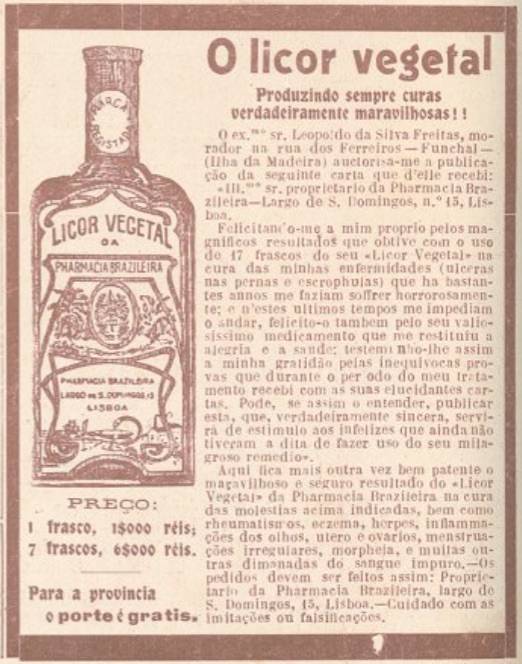 O licor vegetal
Produzindo sempre curas
verdadeiramente maravilhosas!!
O ex.mo sr. Leopoldo da Silva Freitas, mo-
rador na rua dos Ferreiros—Funchal—
(Ilha da Madeira) auctorisa-me a publica-
ção da seguinte carta que d'elle recebi:
«Ill.mo sr. proprietario da Pharmacia Bra-
zileira—Largo de S. Domingos, n.º 15, Lis-
boa.
Felicitando-me a mim proprio pelos ma-
gnificos resultados que obtive com o uso
de 17 frascos do seu «Licor Vegetal» na
cura das minhas enfermidades (ulceras
nas pernas e escrophulas) que ha bastan-
tes annos me faziam soffrer horrorosamen-
te; e n'estes ultimos tempos me impediam
o andar, felicito-o tambem pelo seu valio-
sissimo medicamento que me restituiu a
alegria e a saude; testemunho-lhe assim
a minha gratidão pelas inequivocas pro-
vas que durante o periodo do meu trata-
mento recebi com as suas elucidantes car-
tas. Pode, se assim o entender, publicar
esta, que, verdadeiramente sincera, servi-
rá de estimulo aos infelizes que ainda não
tiveram a dita de fazer uso do seu mila-
groso remedio».
Aqui fica mais outra vez bem patente o
maravilhoso e seguro resultado do «Licor
Vegetal» da Pharmacia Brazileira na cura
das molestias acima indicadas, bem como
rheumatismos, eczema, herpes, inflamma-
ções dos olhos, utero e ovarios, menstrua-
ções irregulares, morpheia, e muitas ou-
tras dimanadas do sangue impuro.—Os
pedidos devem ser feitos assim: Proprie-
tario da Pharmacia Brazileira, largo de
S. Domingos, 15, Lisboa.—Cuidado com as
imitações ou falsificações.
MARCA
REGISTADA
LICOR VEGETAL
DA
PHARMACIA BRAZILEIRA
PHARMACIA BRAZILEIRA
LARGO DE S. DOMINGOS, 15
LISBOA
PREÇO:
1 frasco, 1$000 réis;
7 frascos, 6$000 réis.
Para a provincia
o porte é gratis.